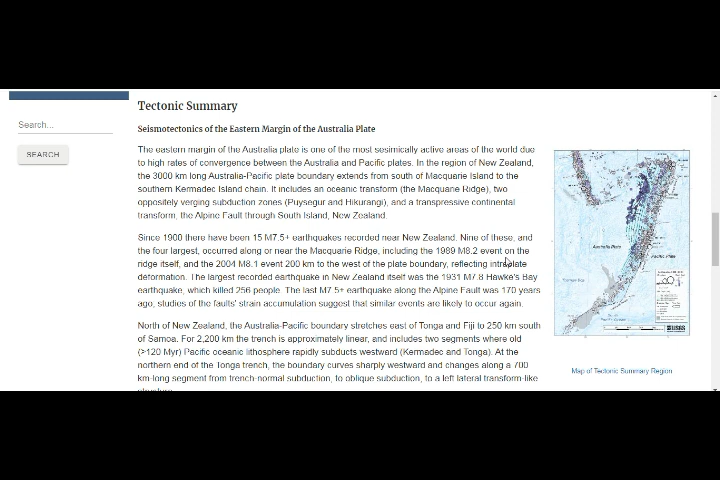 Tectonic Summary
Search...
Seismotectonics of the Eastern Margin of the Australia Plate
SEARCH
The eastern margin of the Australia plate is one of the most sesimically active areas of the world due
to high rates of convergence between the Australia and Pacific plates. In the region of New Zealand,
the 3000 km long Australia-Pacific plate boundary extends from south of Macquarie Island to the
southern Kermadec Island chain. It includes an oceanic transform (the Macquarie Ridge), two
oppositely verging subduction zones (Puysegur and Hikurangi), and a transpressive continental
transform, the Alpine Fault through South Island, New Zealand.
Since 1900 there have been 15 M7.5+ earthquakes recorded near New Zealand. Nine of these, and
the four largest, occurred along or near the Macquarie Ridge, including the 1989 M8.2 event on the
ridge itself, and the 2004 M8.1 event 200 km to the west of the plate boundary, reflecting intraplate
deformation. The largest recorded earthquake in New Zealand itself was the 1931 M7.8 Hawke's Bay
earthquake, which killed 256 people. The last M7.5+ earthquake along the Alpine Fault was 170 years
ago; studies of the faults' strain accumulation suggest that similar events are likely to occur again.
North of New Zealand, the Australia-Pacific boundary stretches east of Tonga and Fiji to 250 km south
of Samoa. For 2,200 km the trench is approximately linear, and includes two segments where old
(>120 Myr) Pacific oceanic lithosphere rapidly subducts westward (Kermadec and Tonga). At the
northern end of the Tonga trench, the boundary curves sharply westward and changes along a 700
km-long segment from trench-normal subduction, to oblique subduction, to a left lateral transform-like
Australia Plate
Pacific Plate
USGS
Map of Tectonic Summary Region